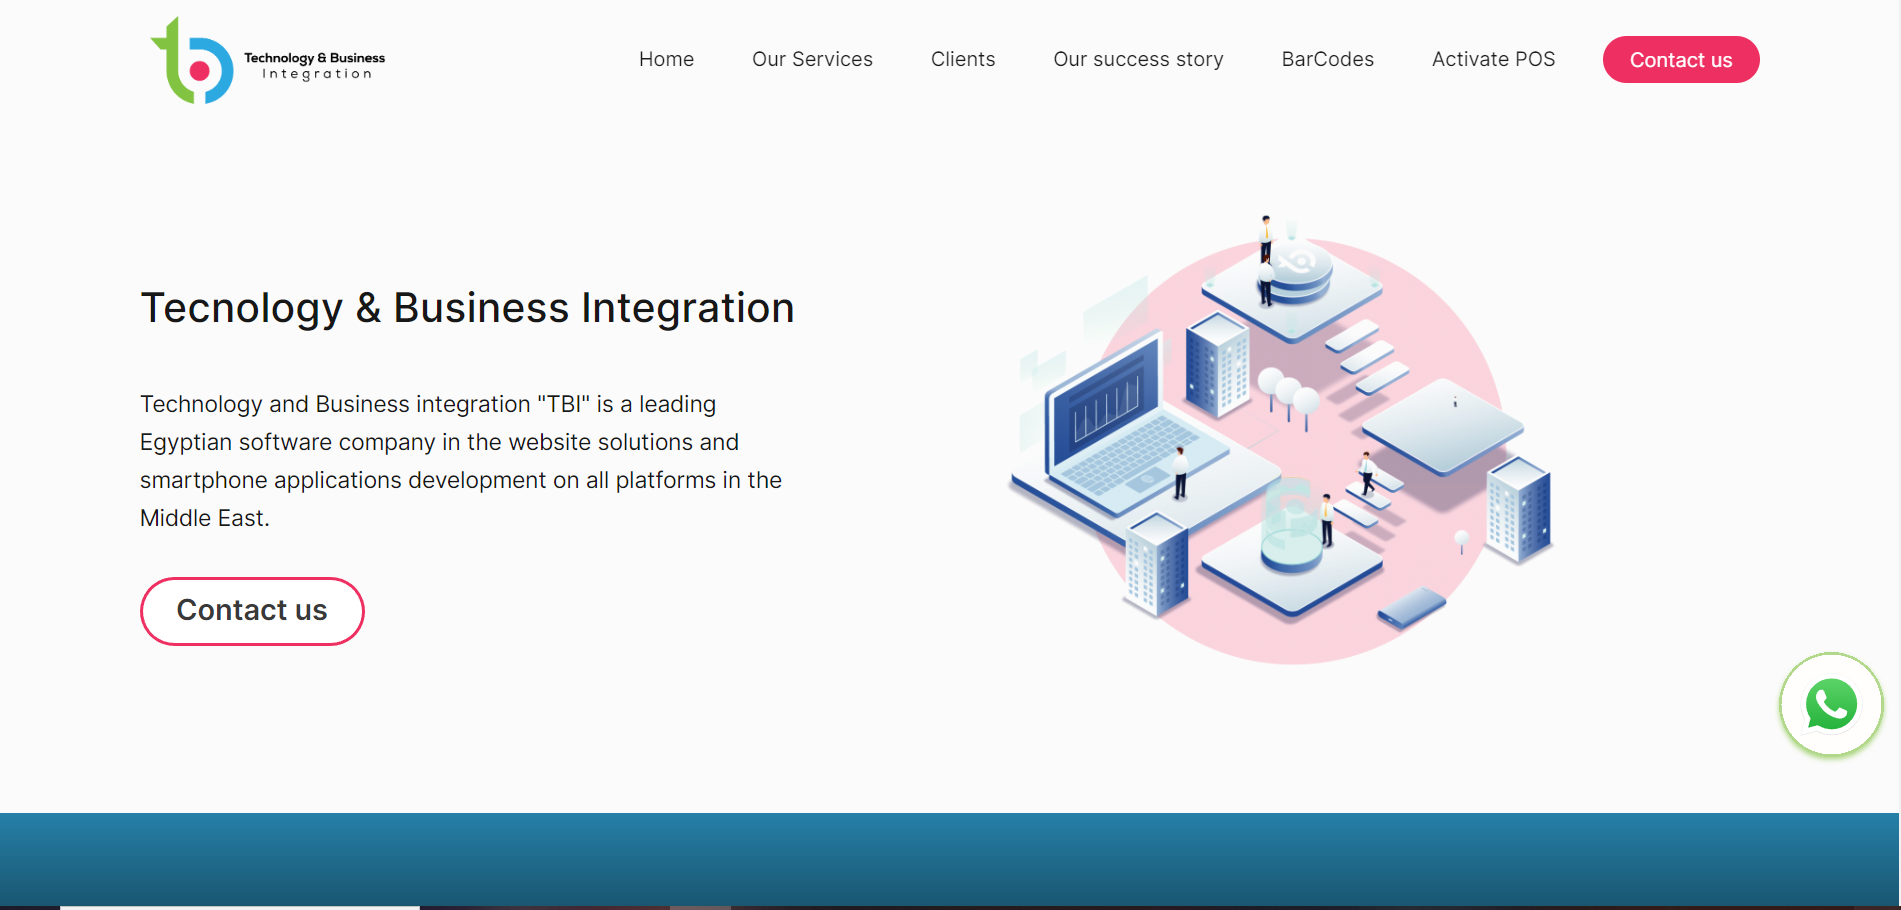 Technology & Business
Integration
Home
Our Services
Clients
Our success story
BarCodes
Activate POS
Contact us
Tecnology & Business Integration
Technology and Business integration "TBI" is a leading
Egyptian software company in the website solutions and
smartphone applications development on all platforms in the
Middle East.
Contact us